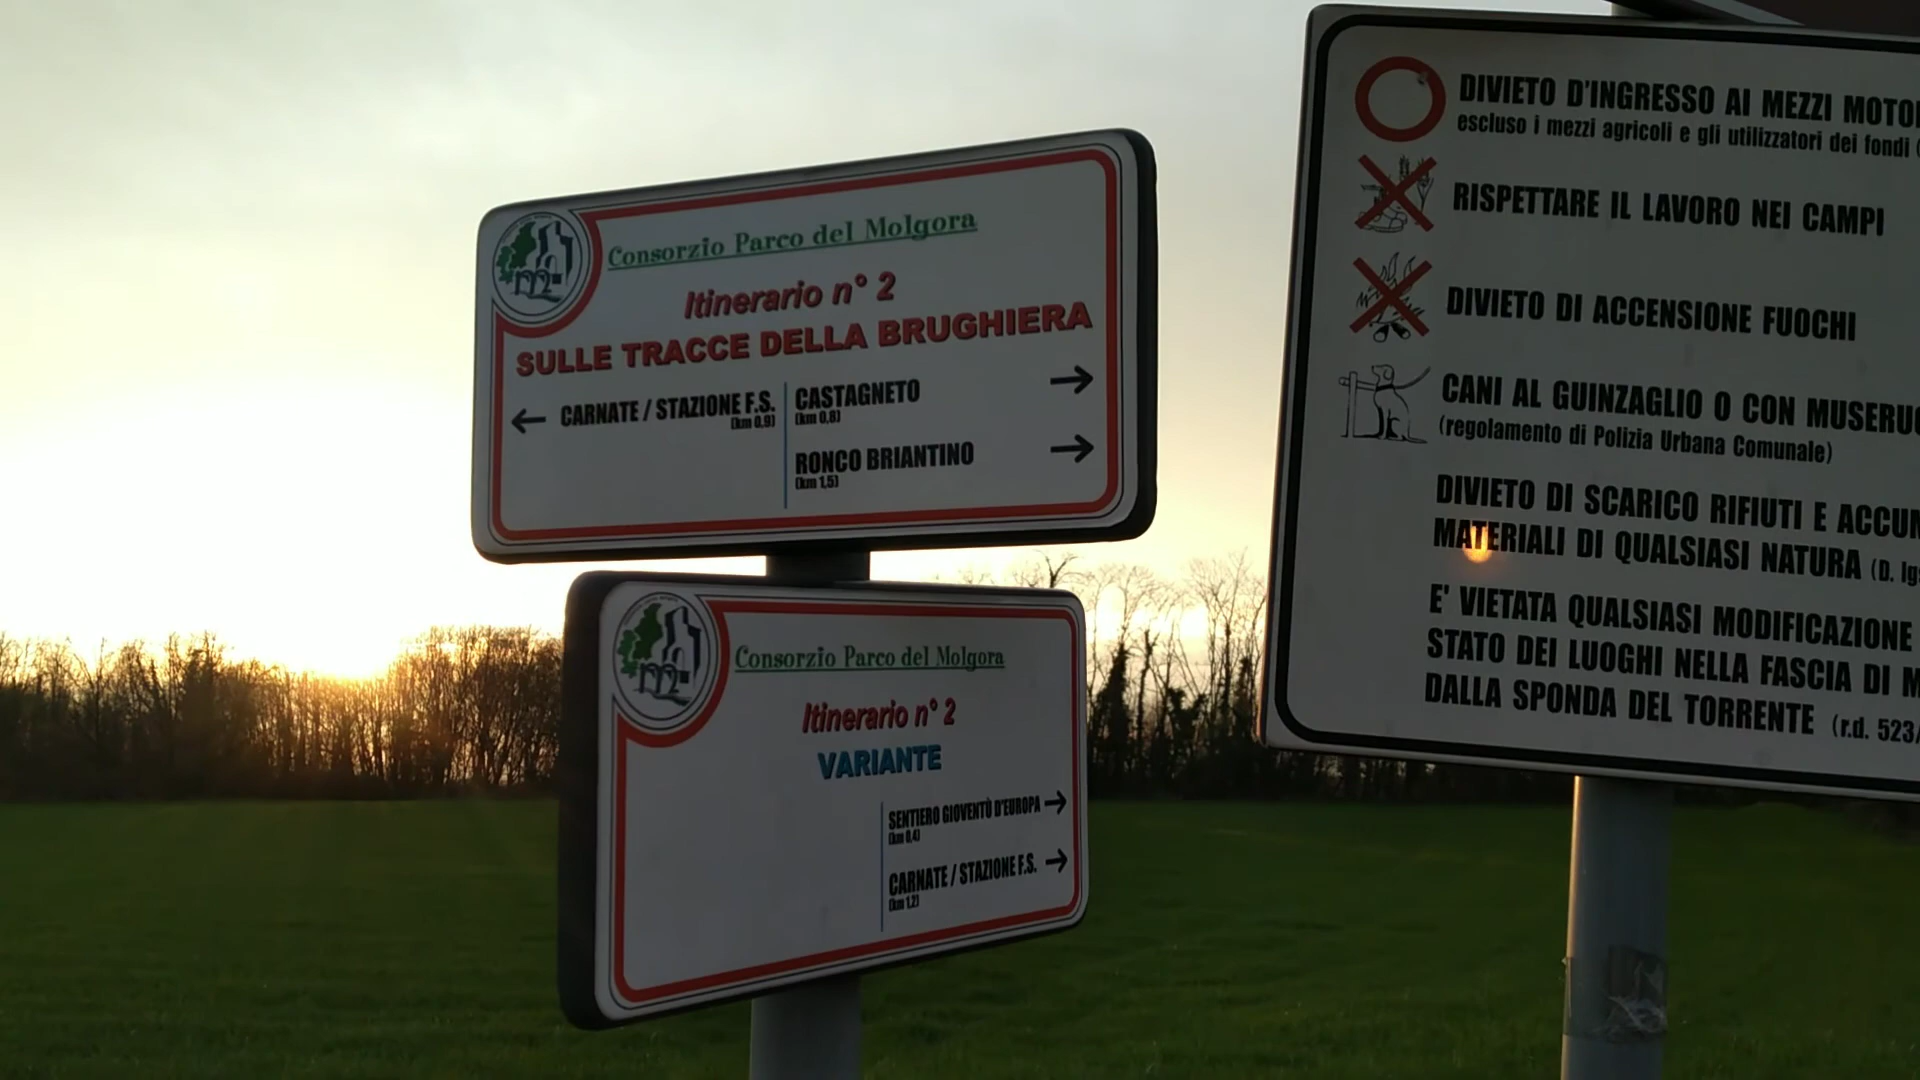 Consorzio Parco del Molgora
Itinerario n° 2
SULLE TRACCE DELLA BRUGHIERA
← CARNATE / STAZIONE F.S.
(km 0,9)
CASTAGNETO →
(km 0,8)
RONCO BRIANTINO →
(km 1,5)
Consorzio Parco del Molgora
Itinerario n° 2
VARIANTE
SENTIERO GIOVENTÙ D'EUROPA →
(km 0,4)
CARNATE / STAZIONE F.S. →
(km 1,2)
DIVIETO D'INGRESSO AI MEZZI
escluso i mezzi agricoli e gli utilizzatori dei fondi
RISPETTARE IL LAVORO NEI CAMPI
DIVIETO DI ACCENSIONE FUOCHI
CANI AL GUINZAGLIO O CON
(regolamento di Polizia Urbana Comunale)
DIVIETO DI SCARICO RIFIUTI E
MATERIALI DI QUALSIASI NATURA (D.
E' VIETATA QUALSIASI MODIFICAZIONE
STATO DEI LUOGHI NELLA FASCIA DI
DALLA SPONDA DEL TORRENTE (r.d. 523/